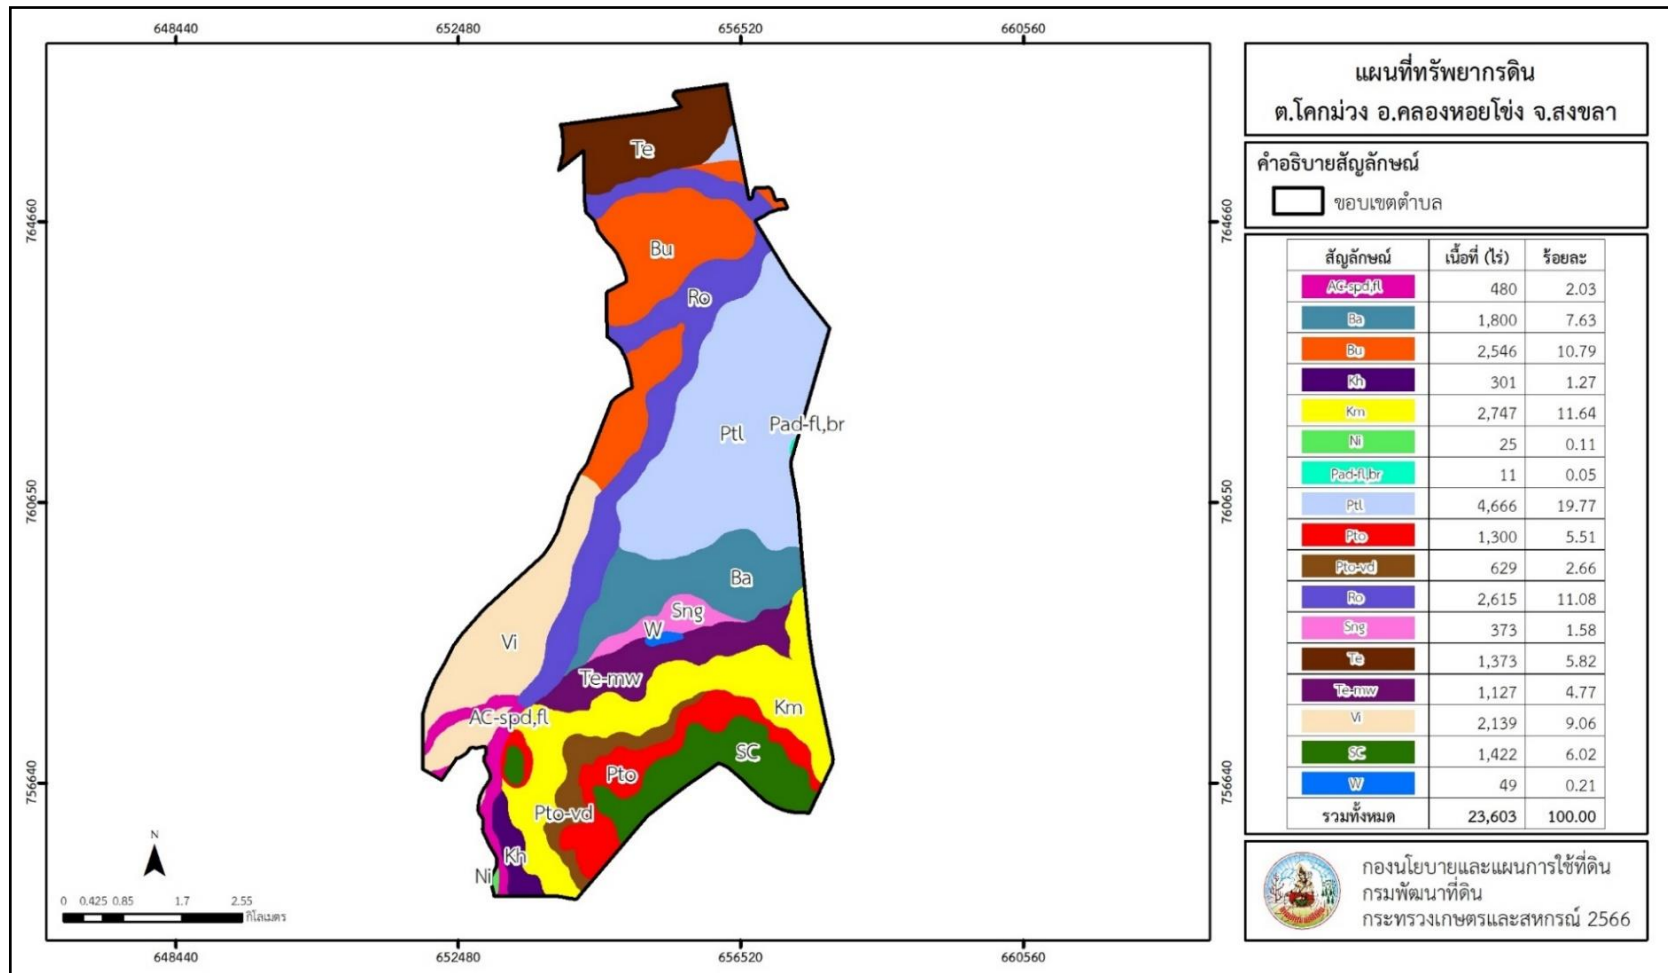 648440 652480 656520 660560
764660 764660
760650 760650
756640 756640
648440 652480 656520 660560
Te
Bu
Ro
Ptl
Pad-fl,br
Ba
Sng
W
Vi
Te-mw
AC-spd,fl
Km
SC
Pto
Pto-vd
Kh
Ni
N
0 0.425 0.85 1.7 2.55
กิโลเมตร
แผนที่ทรัพยากรดิน
ต.โคกม่วง อ.คลองหอยโข่ง จ.สงขลา
คำอธิบายสัญลักษณ์
ขอบเขตตำบล
สัญลักษณ์ เนื้อที่ (ไร่) ร้อยละ
AC-spd,fl 480 2.03
Ba 1,800 7.63
Bu 2,546 10.79
Kh 301 1.27
Km 2,747 11.64
Ni 25 0.11
Pad-fl,br 11 0.05
Ptl 4,666 19.77
Pto 1,300 5.51
Pto-vd 629 2.66
Ro 2,615 11.08
Sng 373 1.58
Te 1,373 5.82
Te-mw 1,127 4.77
Vi 2,139 9.06
SC 1,422 6.02
W 49 0.21
รวมทั้งหมด 23,603 100.00
กองนโยบายและแผนการใช้ที่ดิน
กรมพัฒนาที่ดิน
กระทรวงเกษตรและสหกรณ์ 2566